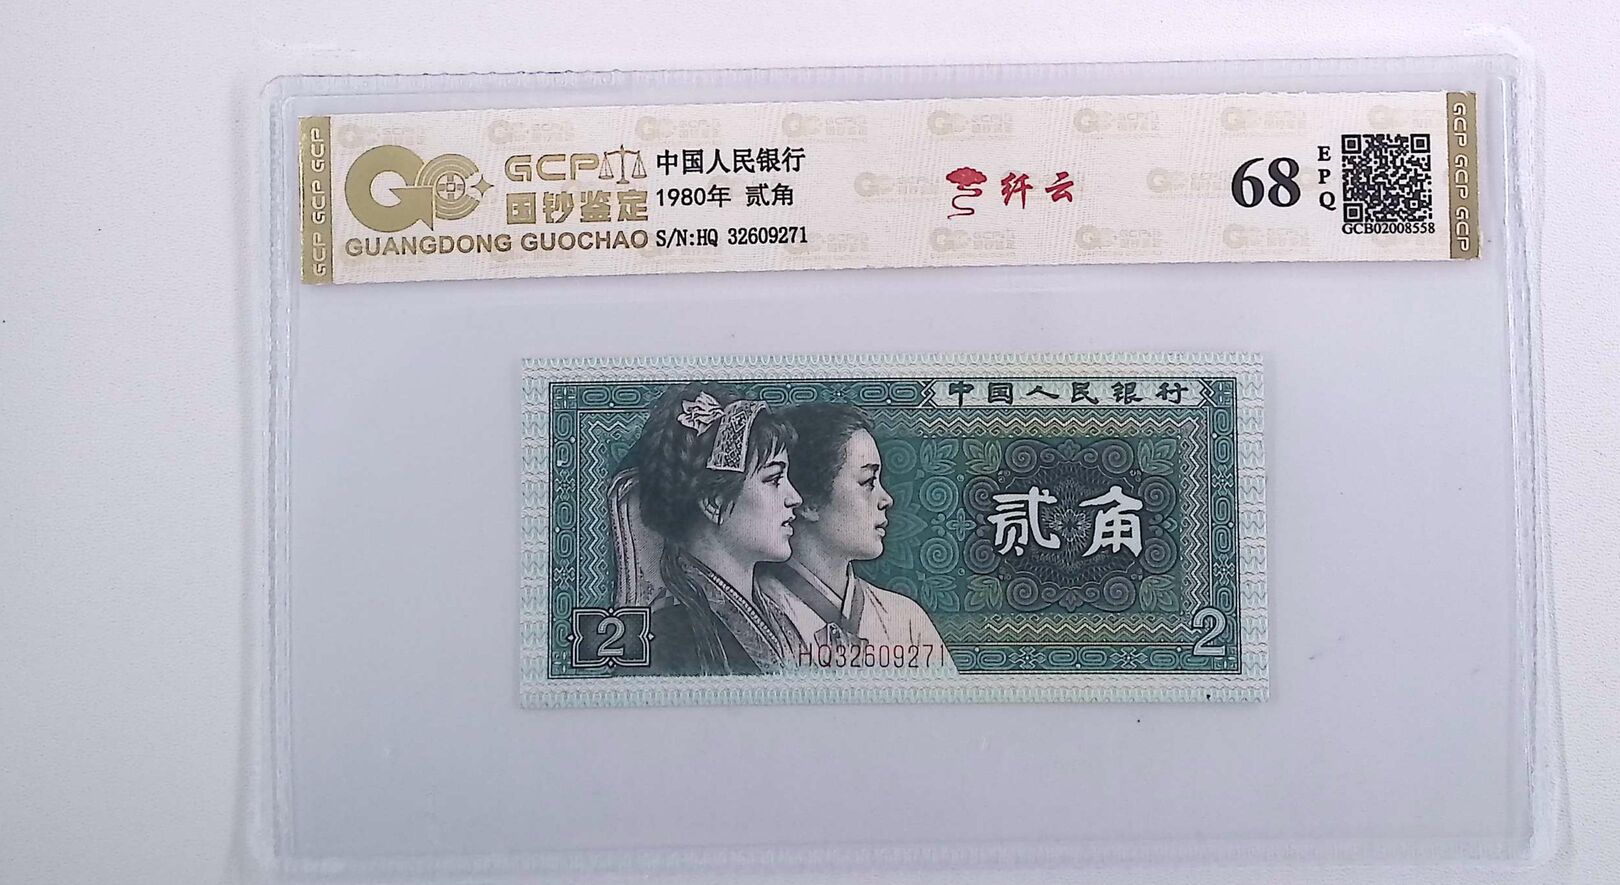 GCP GCP GCP
GCP
国钞鉴定
GUANGDONG GUOCHAO
中国人民银行
1980年 贰角
S/N:HQ 32609271
纤云
68
EPQ
GCB02008558
GCP GCP GCP
中国人民银行
贰角
2
HQ32609271
2